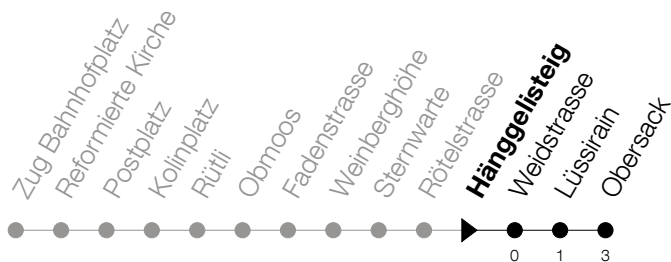 Zug Bahnhofplatz
Reformierte Kirche
Postplatz
Kolinplatz
Rütli
Obmoos
Fadenstrasse
Weinberghöhe
Sternwarte
Rötelstrasse
Hänggelisteig
Weidstrasse
Lüssirain
Obersack
0 1 3